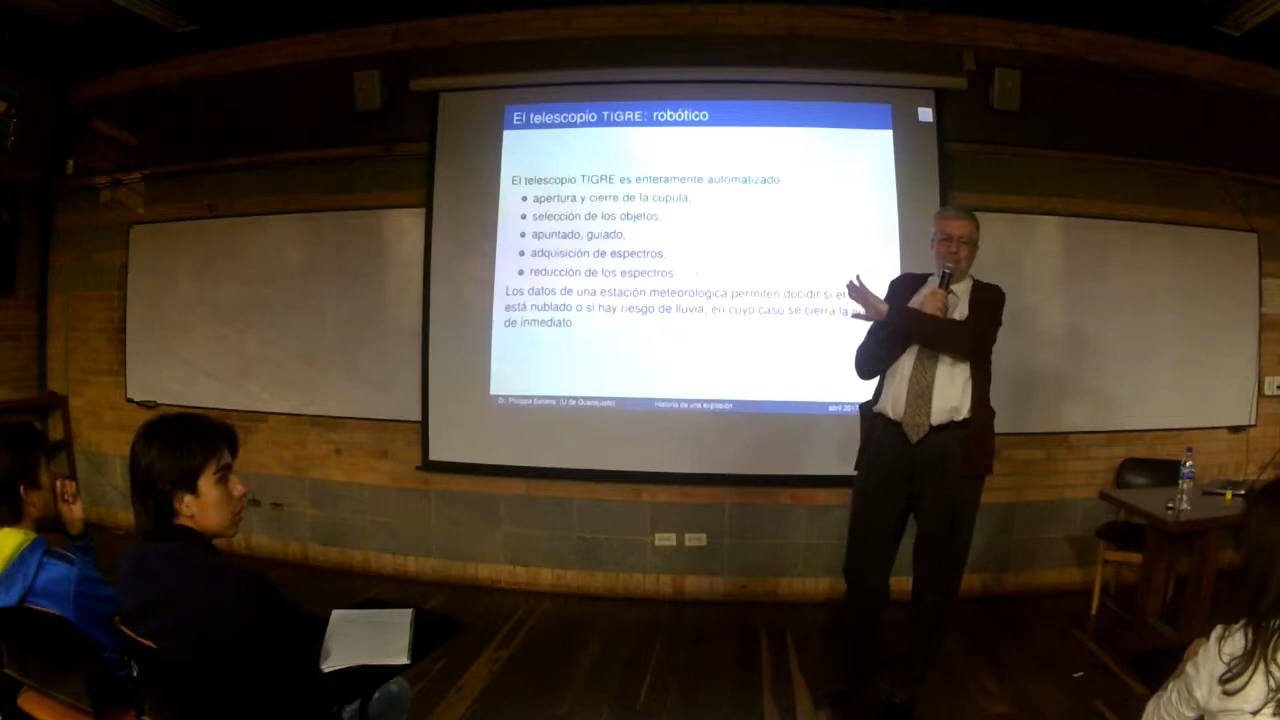 El telescopio TIGRE: robótico
El telescopio TIGRE es enteramente automatizado
apertura y cierre de la cúpula,
selección de los objetos,
apuntado, guiado,
adquisición de espectros,
reducción de los espectros
Los datos de una estación meteorológica permiten decidir si el
está nublado o si hay riesgo de lluvia, en cuyo caso se cierra la
de inmediato
Dr. Philippe (U de Guanajuato) Historia de una explosión abril 2017